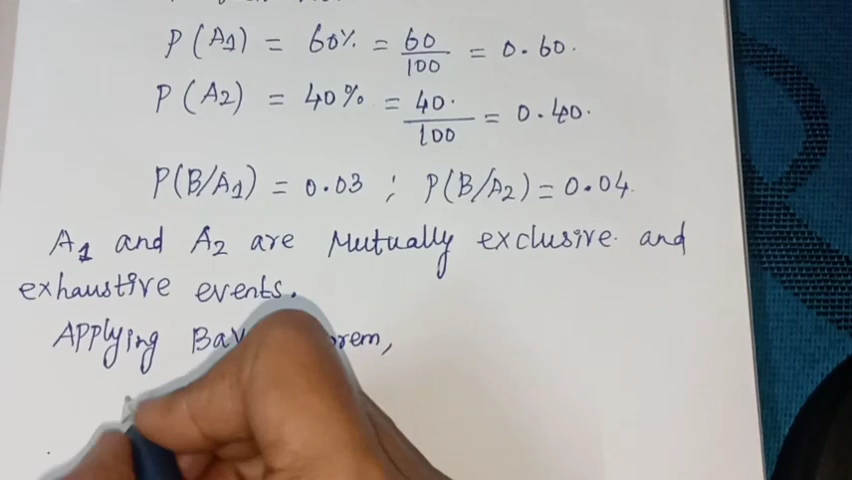 P(A1) = 60% = 60/100 = 0.60.
P(A2) = 40% = 40./100 = 0.40.
P(B/A1) = 0.03 ; P(B/A2) = 0.04.
A1 and A2 are Mutually exclusive and
exhaustive events.
Applying